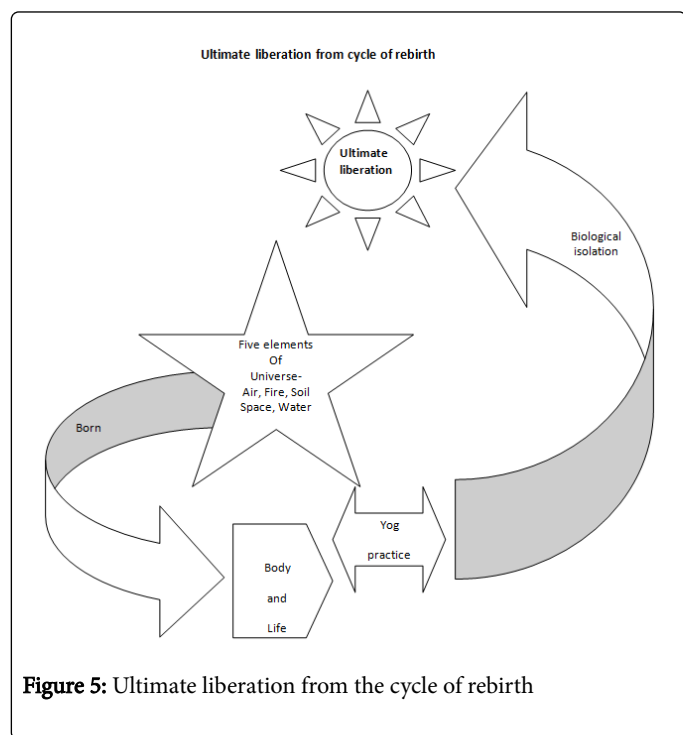 Ultimate liberation from cycle of rebirth
Ultimate
liberation
Biological
isolation
Five elements
Of
Universe-
Air, Fire, Soil
Space, Water
Born
Yog
practice
Body
and
Life
Figure 5: Ultimate liberation from the cycle of rebirth